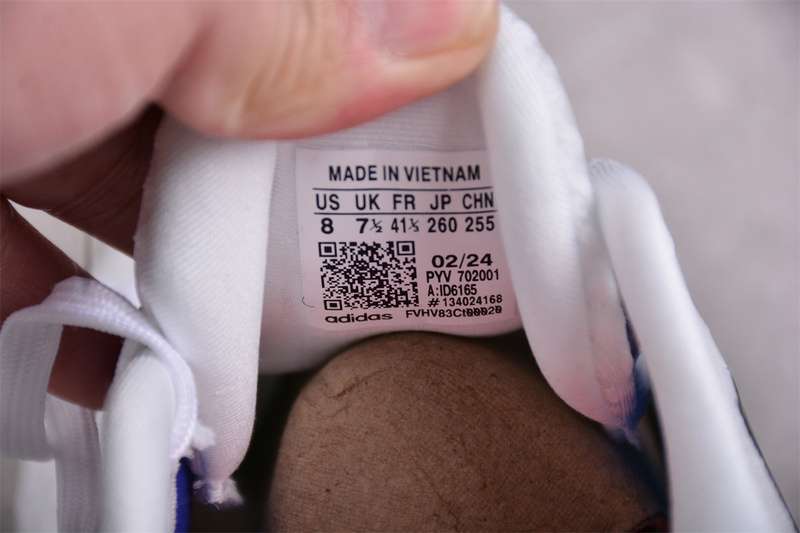 MADE IN VIETNAM
US UK FR JP CHN
8 7½ 41⅓ 260 255
02/24
PYV 702001
A:ID6165
# 134024168
adidas FVHV83Ct00020